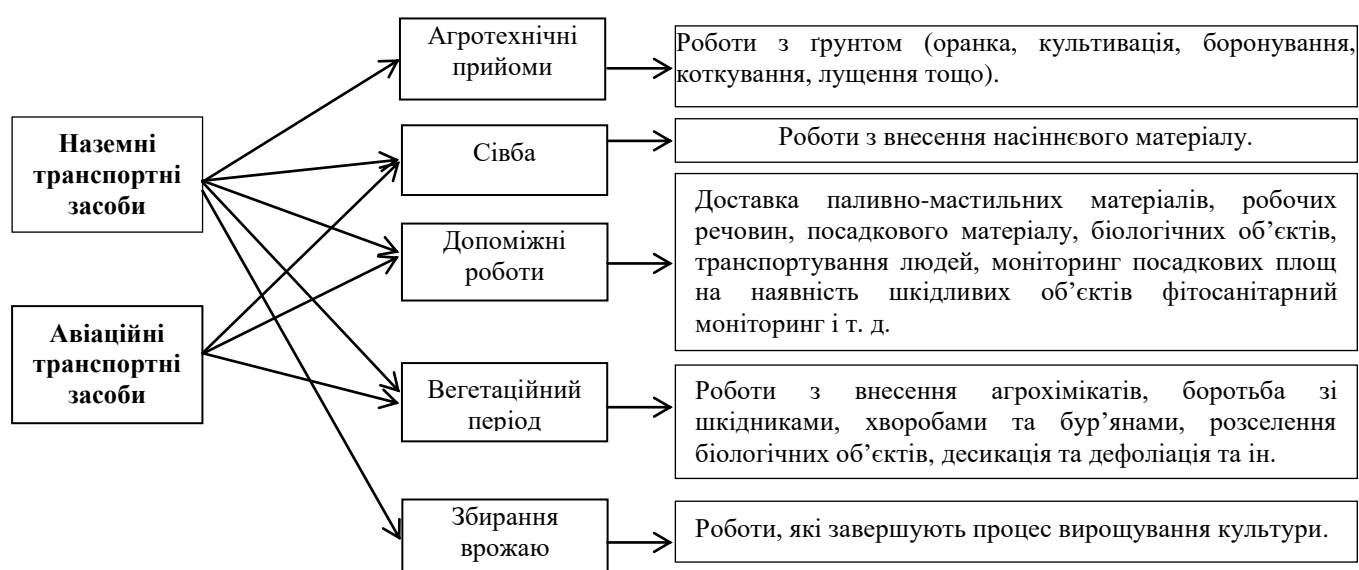 Наземні
транспортні
засоби
Авіаційні
транспортні
засоби
Агротехнічні
прийоми
Сівба
Допоміжні
роботи
Вегетаційний
період
Збирання
врожаю
Роботи з ґрунтом (оранка, культивація, боронування,
коткування, лущення тощо).
Роботи з внесення насіннєвого матеріалу.
Доставка паливно-мастильних матеріалів, робочих
речовин, посадкового матеріалу, біологічних об’єктів,
транспортування людей, моніторинг посадкових площ
на наявність шкідливих об’єктів фітосанітарний
моніторинг і т. д.
Роботи з внесення агрохімікатів, боротьба зі
шкідниками, хворобами та бур’янами, розселення
біологічних об’єктів, десикація та дефоліація та ін.
Роботи, які завершують процес вирощування культури.